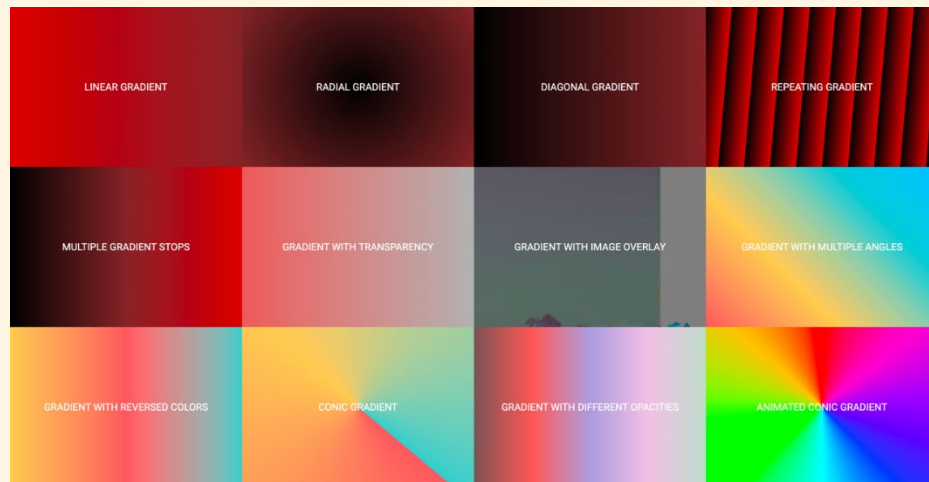 LINEAR GRADIENT
RADIAL GRADIENT
DIAGONAL GRADIENT
REPEATING GRADIENT
MULTIPLE GRADIENT STOPS
GRADIENT WITH TRANSPARENCY
GRADIENT WITH IMAGE OVERLAY
GRADIENT WITH MULTIPLE ANGLES
GRADIENT WITH REVERSED COLORS
CONIC GRADIENT
GRADIENT WITH DIFFERENT OPACITIES
ANIMATED CONIC GRADIENT